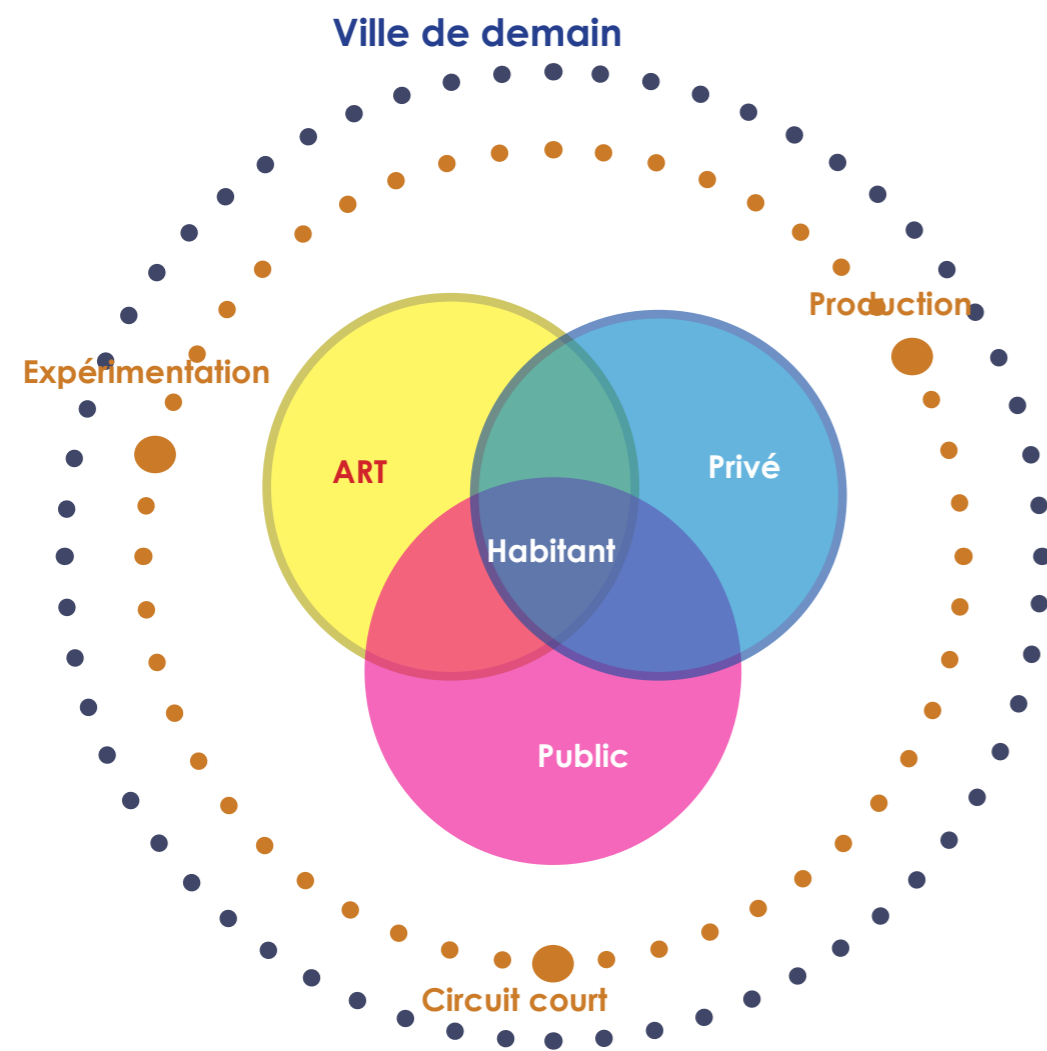 Ville de demain
Production
Expérimentation
ART
Privé
Habitant
Public
Circuit court